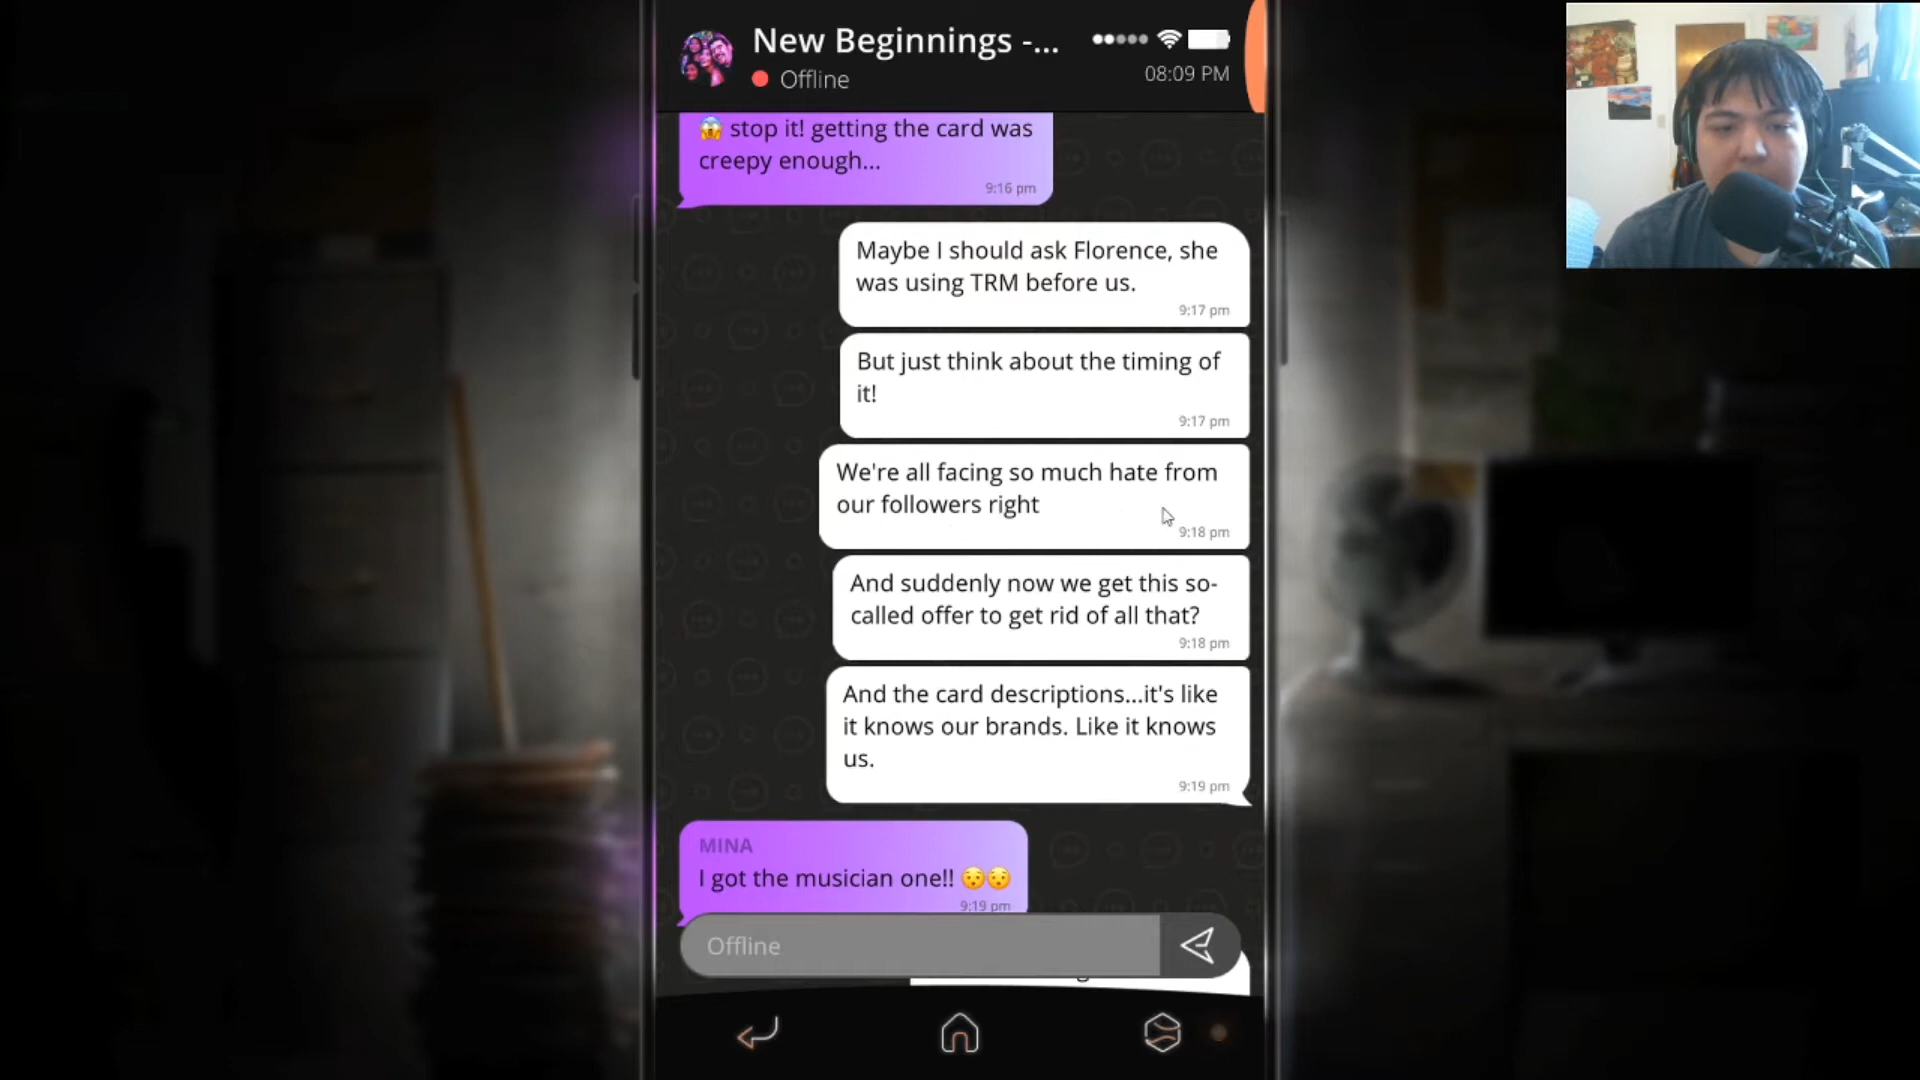 New Beginnings -...
Offline
08:09 PM
😱 stop it! getting the card was
creepy enough...
9:16 pm
Maybe I should ask Florence, she
was using TRM before us.
9:17 pm
But just think about the timing of
it!
9:17 pm
We're all facing so much hate from
our followers right
9:18 pm
And suddenly now we get this so-
called offer to get rid of all that?
9:18 pm
And the card descriptions...it's like
it knows our brands. Like it knows
us.
9:19 pm
MINA
I got the musician one!! 😯😯
9:19 pm
Offline